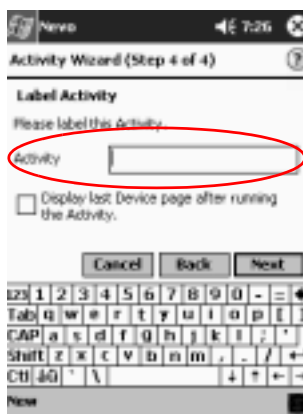 Nevo 7:26
Activity Wizard (Step 4 of 4)
Label Activity
Please label this Activity.
Activity
Display last Device page after running
the Activity.
Cancel Back Next
123 1 2 3 4 5 6 7 8 9 0 - =
Tab q w e r t y u i o p [ ]
CAP a s d f g h j k l ; '
Shift z x c v b n m , . /
Ctl áü ` \
New